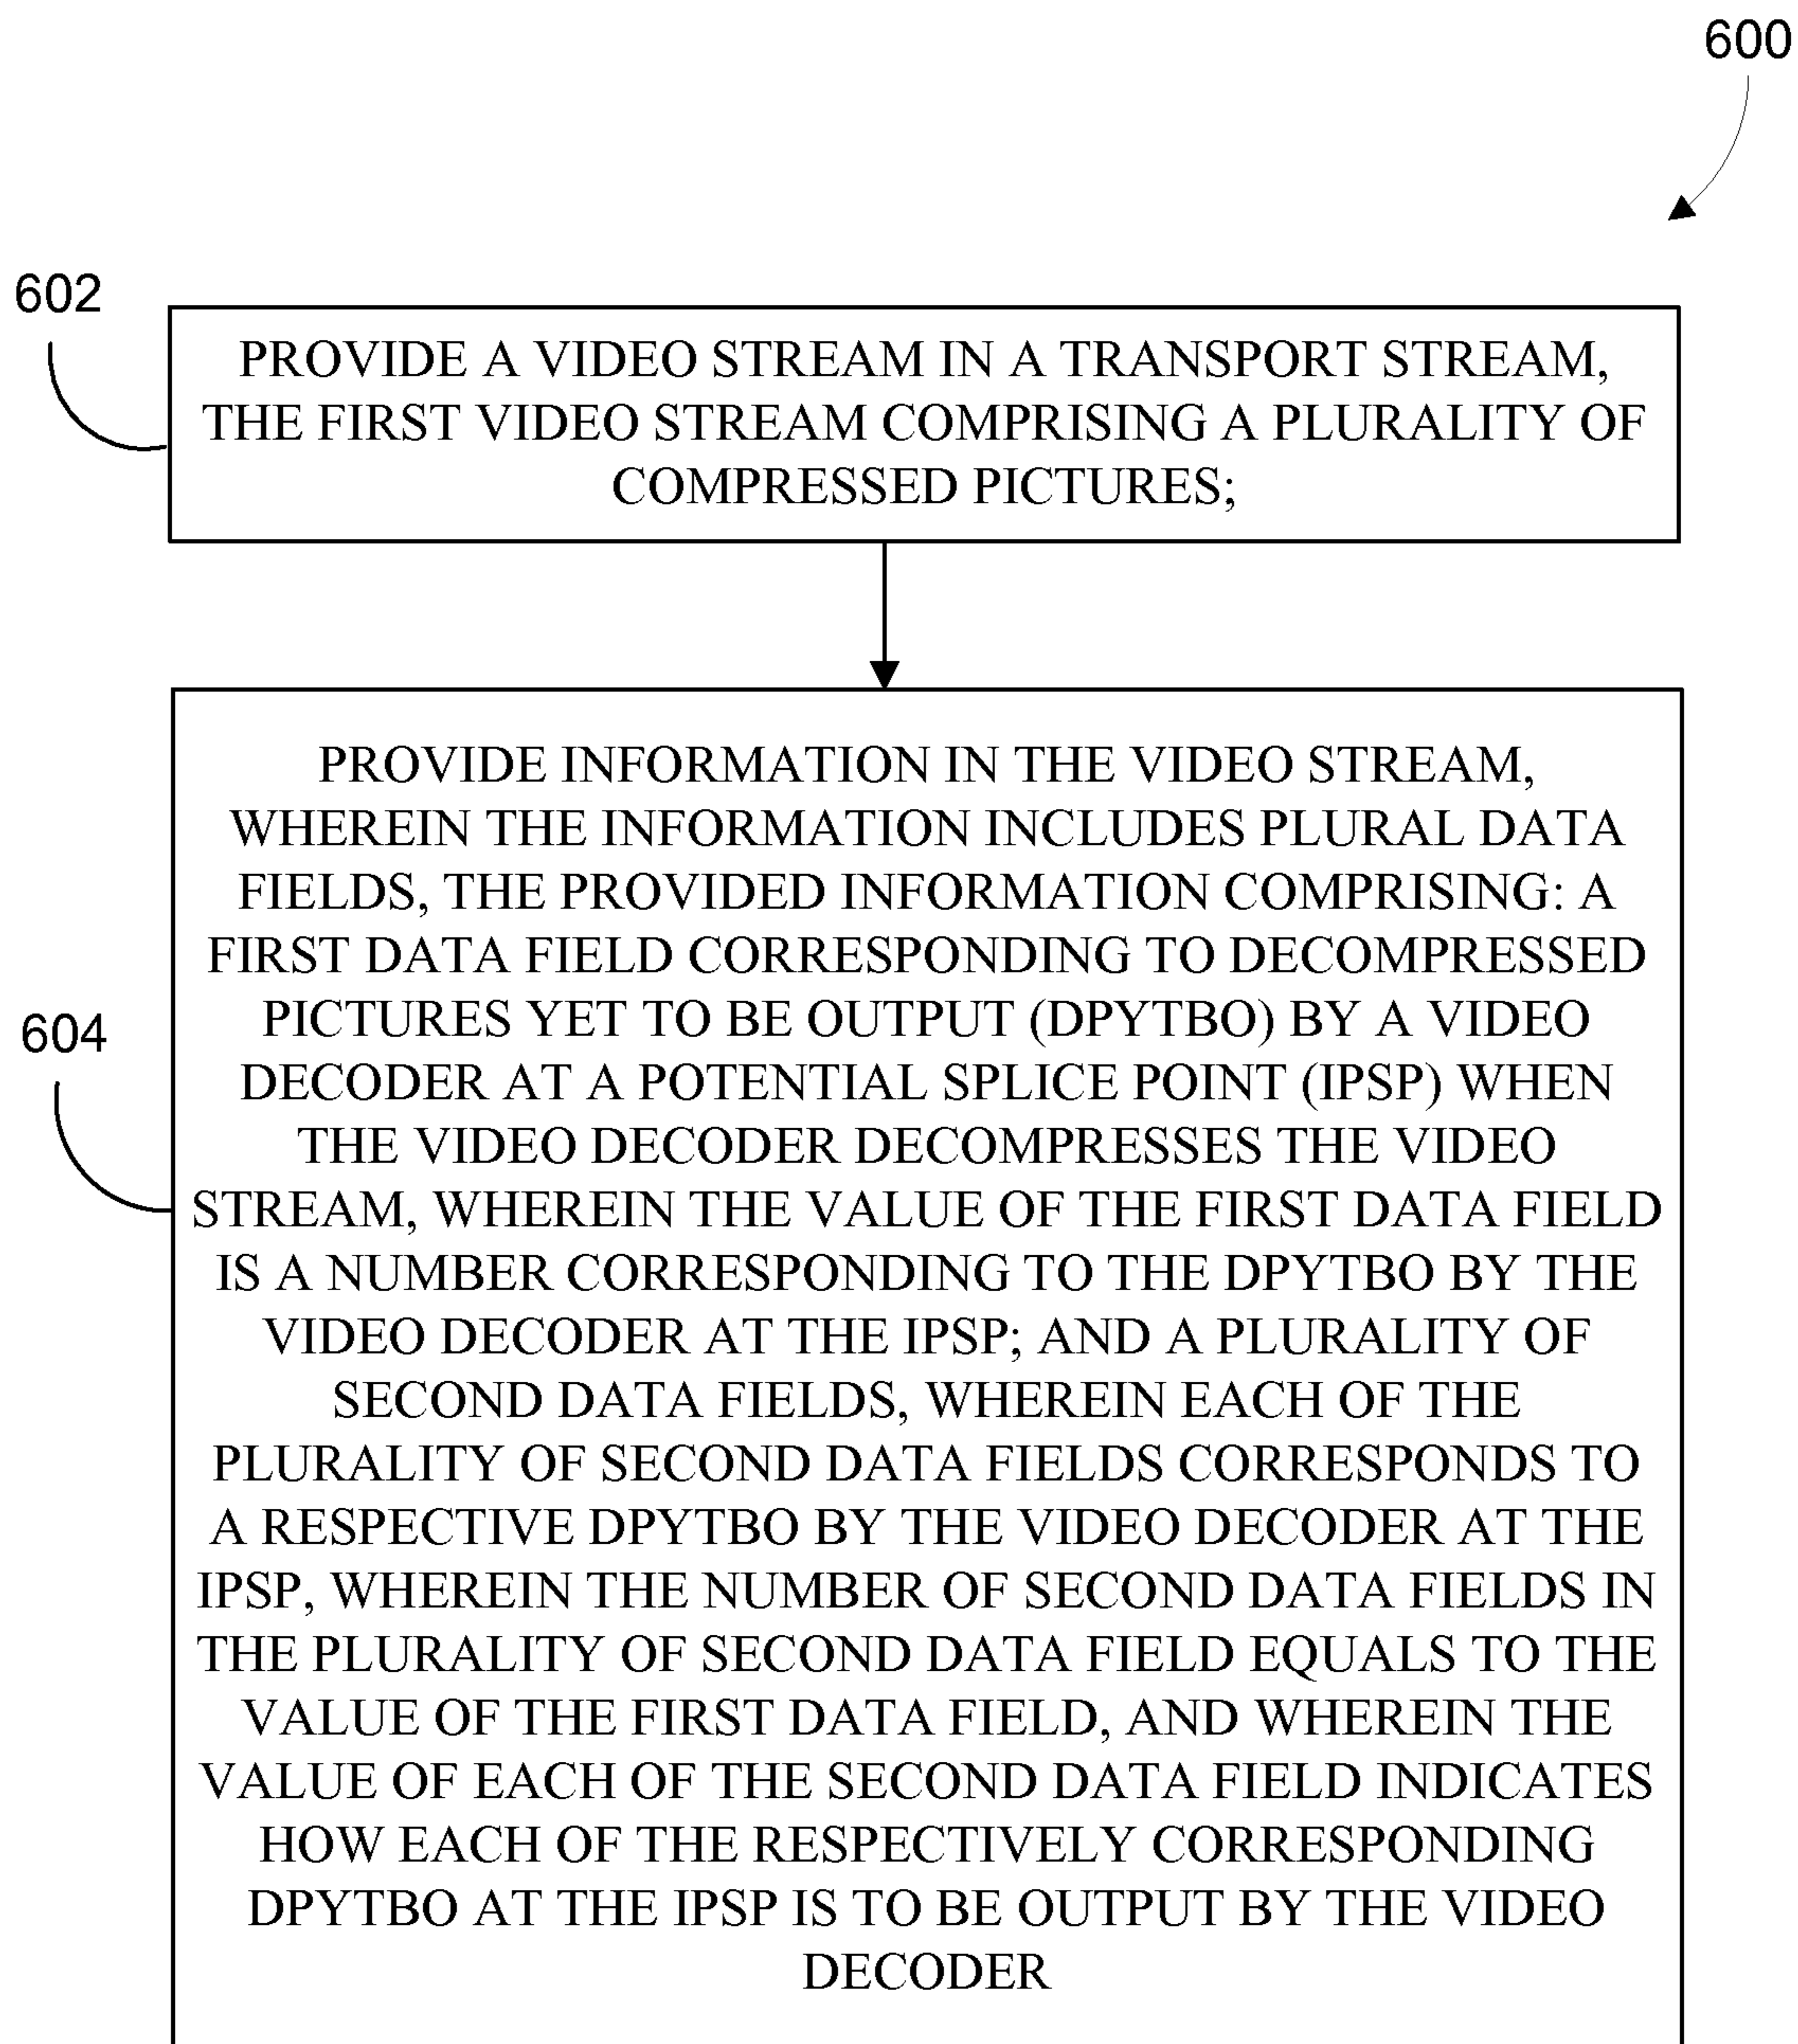 600
602
PROVIDE A VIDEO STREAM IN A TRANSPORT STREAM,
THE FIRST VIDEO STREAM COMPRISING A PLURALITY OF
COMPRESSED PICTURES;
604
PROVIDE INFORMATION IN THE VIDEO STREAM,
WHEREIN THE INFORMATION INCLUDES PLURAL DATA
FIELDS, THE PROVIDED INFORMATION COMPRISING: A
FIRST DATA FIELD CORRESPONDING TO DECOMPRESSED
PICTURES YET TO BE OUTPUT (DPYTBO) BY A VIDEO
DECODER AT A POTENTIAL SPLICE POINT (IPSP) WHEN
THE VIDEO DECODER DECOMPRESSES THE VIDEO
STREAM, WHEREIN THE VALUE OF THE FIRST DATA FIELD
IS A NUMBER CORRESPONDING TO THE DPYTBO BY THE
VIDEO DECODER AT THE IPSP; AND A PLURALITY OF
SECOND DATA FIELDS, WHEREIN EACH OF THE
PLURALITY OF SECOND DATA FIELDS CORRESPONDS TO
A RESPECTIVE DPYTBO BY THE VIDEO DECODER AT THE
IPSP, WHEREIN THE NUMBER OF SECOND DATA FIELDS IN
THE PLURALITY OF SECOND DATA FIELD EQUALS TO THE
VALUE OF THE FIRST DATA FIELD, AND WHEREIN THE
VALUE OF EACH OF THE SECOND DATA FIELD INDICATES
HOW EACH OF THE RESPECTIVELY CORRESPONDING
DPYTBO AT THE IPSP IS TO BE OUTPUT BY THE VIDEO
DECODER